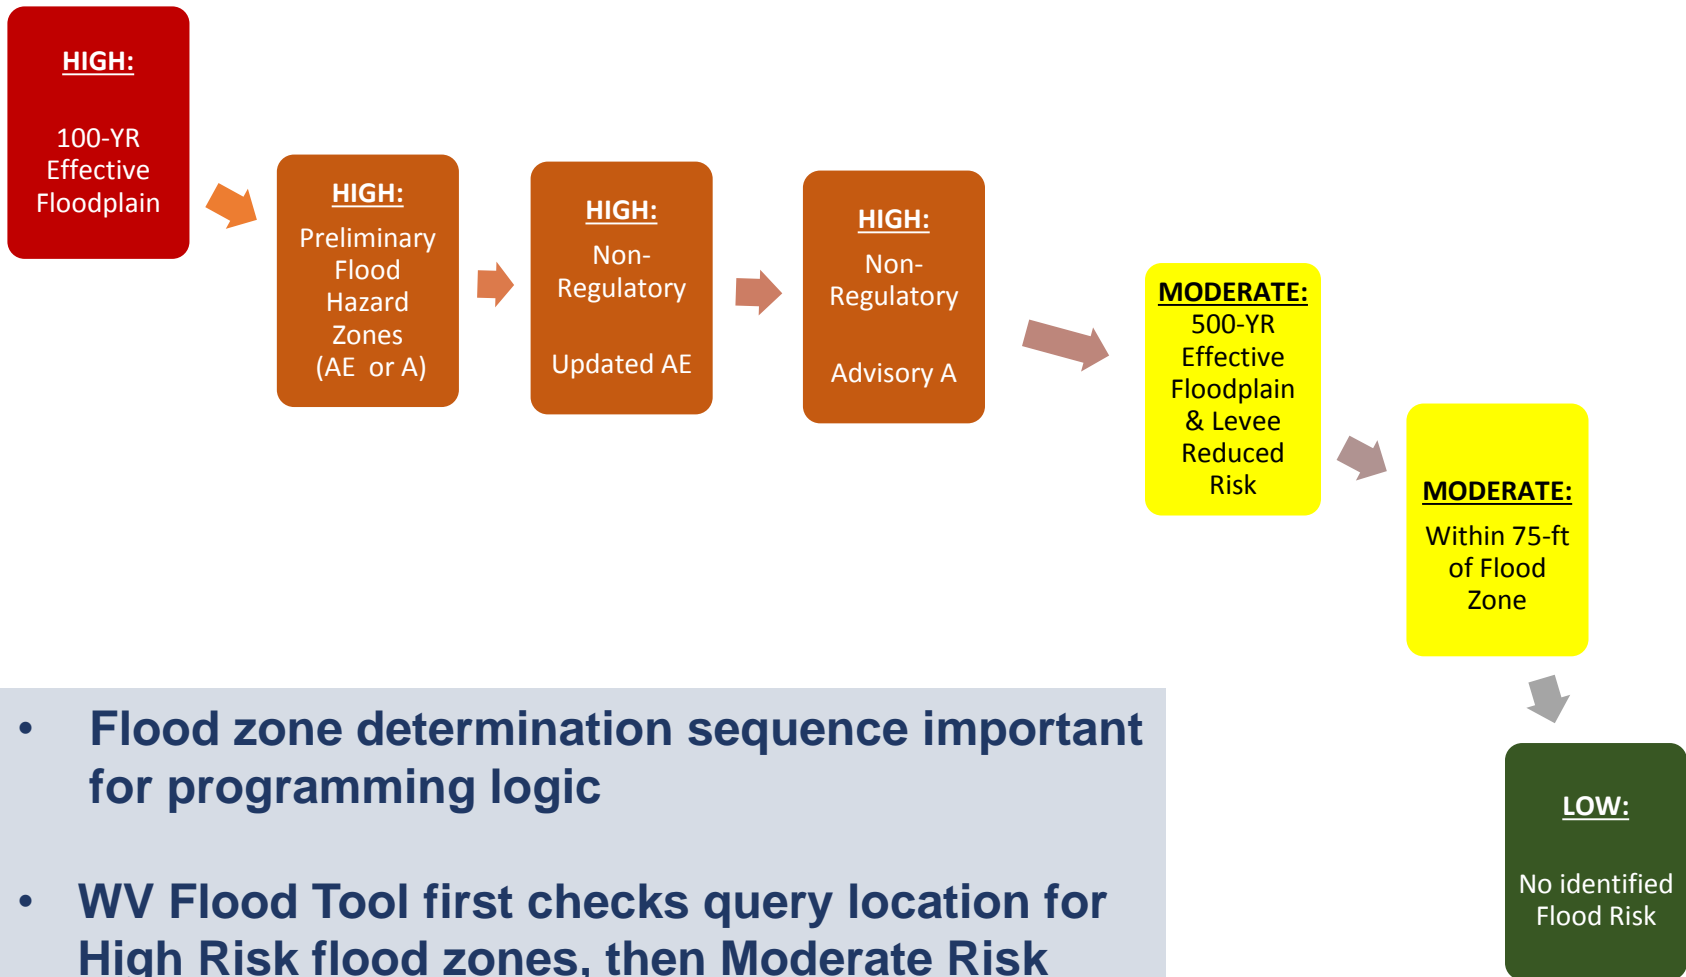 HIGH:
100-YR
Effective
Floodplain
HIGH:
Preliminary
Flood
Hazard
Zones
(AE or A)
HIGH:
Non-
Regulatory
Updated AE
HIGH:
Non-
Regulatory
Advisory A
MODERATE:
500-YR
Effective
Floodplain
& Levee
Reduced
Risk
MODERATE:
Within 75-ft
of Flood
Zone
LOW:
No identified
Flood Risk
• Flood zone determination sequence important
for programming logic
• WV Flood Tool first checks query location for
High Risk flood zones, then Moderate Risk